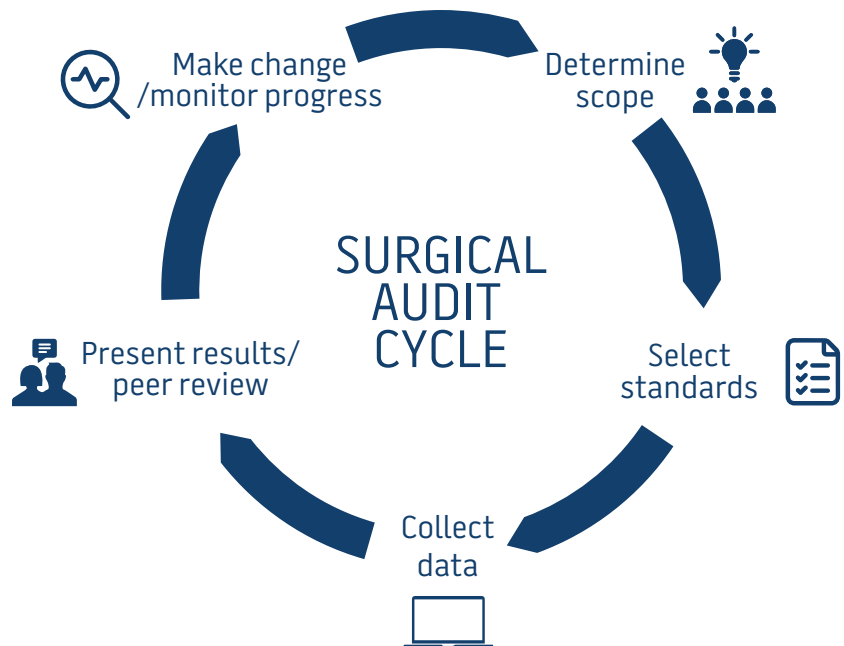 Make change
/monitor progress
Determine
scope
SURGICAL
AUDIT
CYCLE
Present results/
peer review
Select
standards
Collect
data